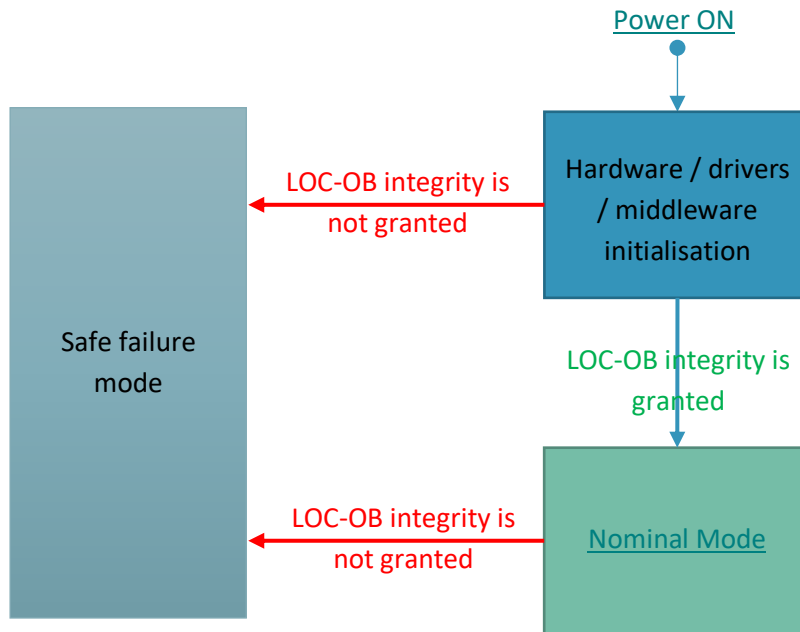 Power ON
Hardware / drivers
/ middleware
initialisation
LOC-OB integrity is
not granted
Safe failure
mode
LOC-OB integrity is
granted
LOC-OB integrity is
not granted
Nominal Mode